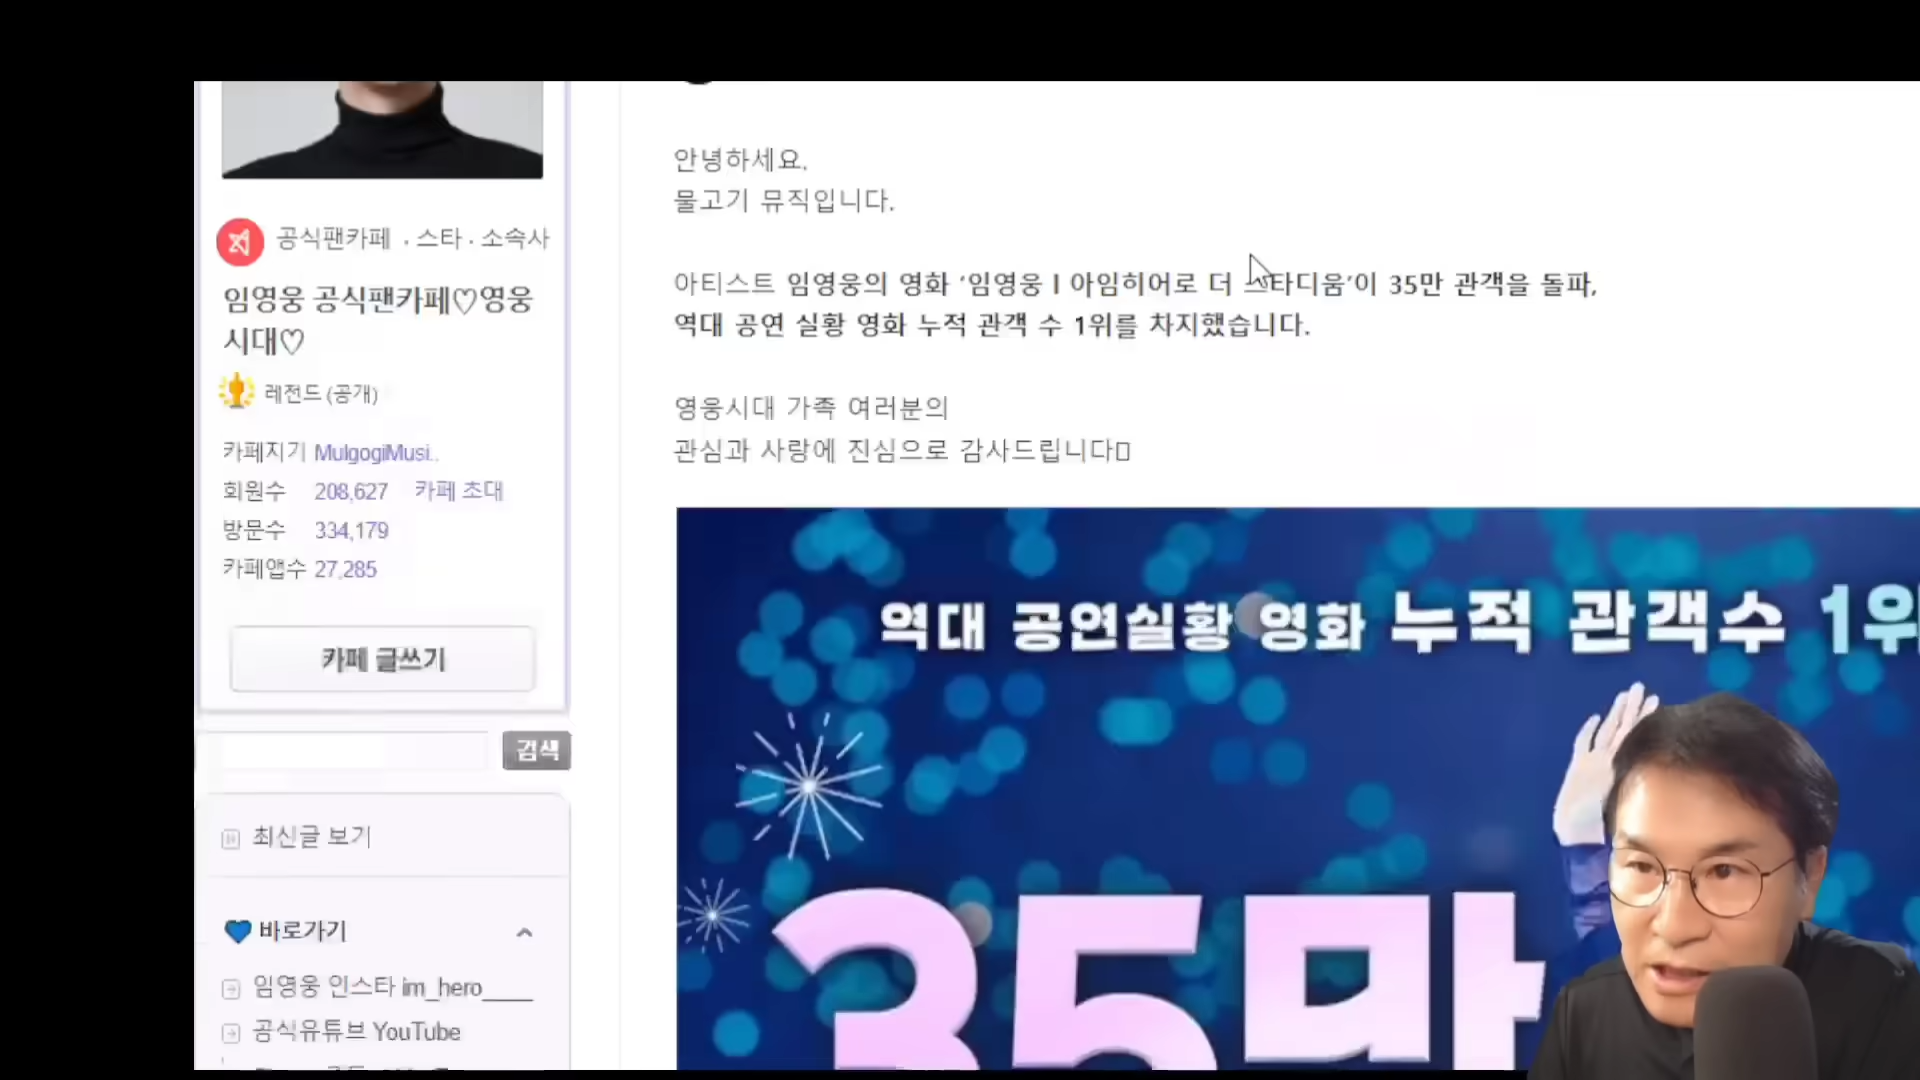 공식팬카페 · 스타 · 소속사
임영웅 공식팬카페♡영웅
시대♡
레전드 (공개)
카페지기 MulgogiMusi..
회원수 208,627 카페 초대
방문수 334,179
카페앱수 27,285
카페 글쓰기
검색
최신글 보기
바로가기
임영웅 인스타 im_hero____
공식유튜브 YouTube
안녕하세요.
물고기 뮤직입니다.
아티스트 임영웅의 영화 ‘임영웅 I 아임히어로 더 스타디움’이 35만 관객을 돌파,
역대 공연 실황 영화 누적 관객 수 1위를 차지했습니다.
영웅시대 가족 여러분의
관심과 사랑에 진심으로 감사드립니다
역대 공연실황 영화 누적 관객수 1위
35만